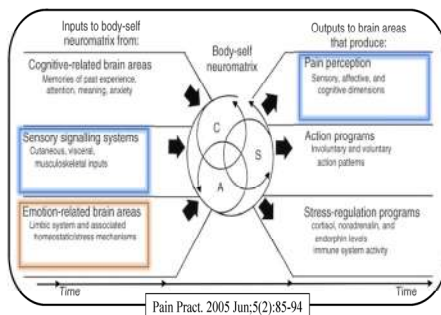 Inputs to body-self
neuromatrix from:
Cognitive-related brain areas
Memories of past experience,
attention, meaning, anxiety
Sensory signalling systems
Cutaneous, visceral,
musculoskeletal inputs
Emotion-related brain areas
Limbic system and associated
homeostatic/stress mechanisms
Time
Body-self
neuromatrix
C
S
A
Outputs to brain areas
that produce:
Pain perception
Sensory, affective, and
cognitive dimensions
Action programs
Involuntary and voluntary
action patterns
Stress-regulation programs
cortisol, noradrenalin, and
endorphin levels
immune system activity
Time
Pain Pract. 2005 Jun;5(2):85-94